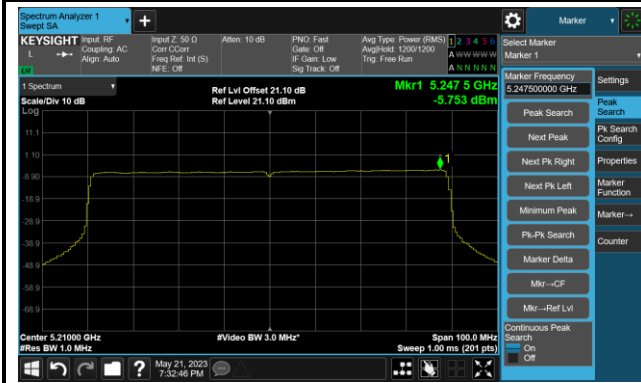 Spectrum Analyzer 1
Swept SA
+
Marker
KEYSIGHT
L
LNI
Input: RF
Coupling: AC
Align: Auto
Input Z: 50 Ω
Corr CCorr
Freq Ref: Int (S)
NFE: Off
Atten: 10 dB
PNO: Fast
Gate: Off
IF Gain: Low
Sig Track: Off
Avg Type: Power (RMS)
Avg|Hold: 1200/1200
Trig: Free Run
1 2 3 4 5 6
A W W W W W
A N N N N N
Select Marker
Marker 1
1 Spectrum
Scale/Div 10 dB
Log
Ref Lvl Offset 21.10 dB
Ref Level 21.10 dBm
Mkr1 5.247 5 GHz
-5.753 dBm
11.1
1.10
-8.90
-18.9
-28.9
-38.9
-48.9
-58.9
-68.9
1
Center 5.21000 GHz
#Res BW 1.0 MHz
#Video BW 3.0 MHz*
Span 100.0 MHz
Sweep 1.00 ms (201 pts)
Marker Frequency
5.247500000 GHz
Peak Search
Next Peak
Next Pk Right
Next Pk Left
Minimum Peak
Pk-Pk Search
Marker Delta
Mkr→CF
Mkr→Ref Lvl
Continuous Peak
Search
On
Off
Settings
Peak
Search
Pk Search
Config
Properties
Marker
Function
Marker→
Counter
?
May 21, 2023
7:32:46 PM